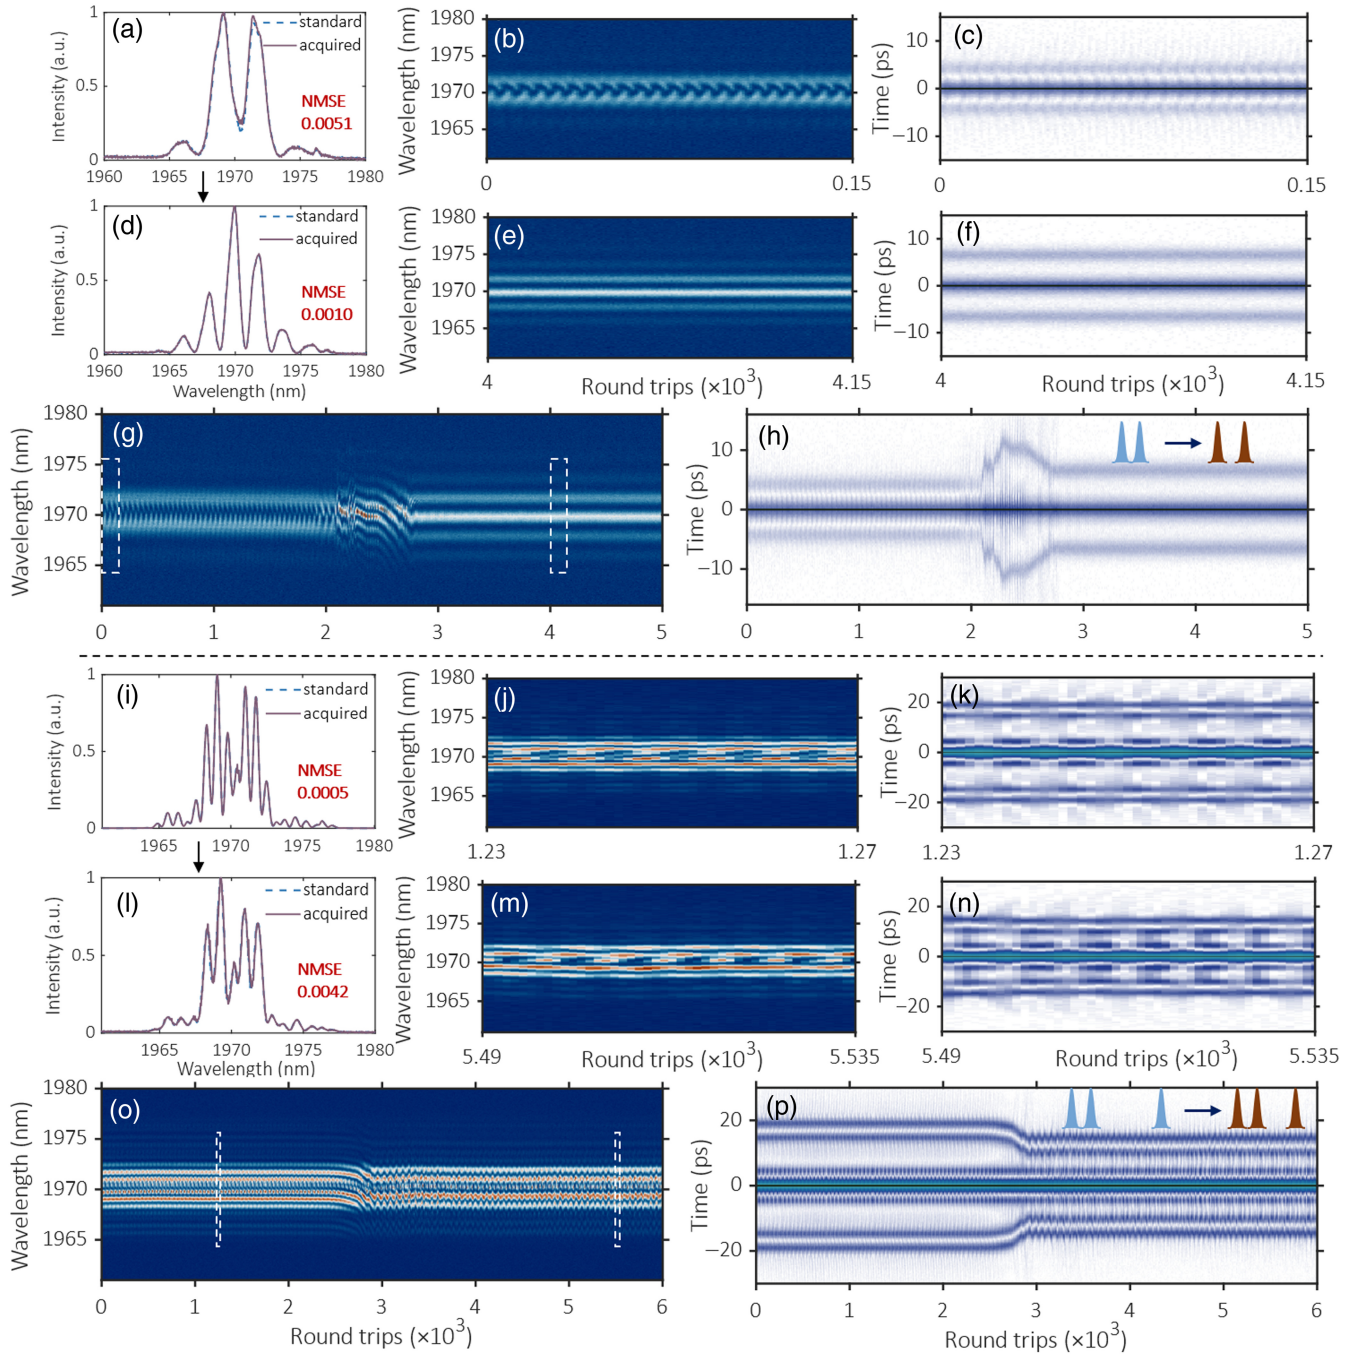 (a)
Intensity (a.u.)
1
0.5
0
standard
acquired
NMSE
0.0051
1960 1965 1970 1975 1980
(b)
Wavelength (nm)
1980
1975
1970
1965
0 0.15
(c)
Time (ps)
10
0
−10
0 0.15
(d)
Intensity (a.u.)
1
0.5
0
standard
acquired
NMSE
0.0010
1960 1965 1970 1975 1980
Wavelength (nm)
(e)
Wavelength (nm)
1980
1975
1970
1965
4 Round trips (×10³) 4.15
(f)
Time (ps)
10
0
−10
4 Round trips (×10³) 4.15
(g)
Wavelength (nm)
1980
1975
1970
1965
0 1 2 3 4 5
(h)
Time (ps)
10
0
−10
0 1 2 3 4 5
(i)
Intensity (a.u.)
1
0.5
0
standard
acquired
NMSE
0.0005
1965 1970 1975 1980
(j)
Wavelength (nm)
1980
1975
1970
1965
1.23 1.27
(k)
Time (ps)
20
0
−20
1.23 1.27
(l)
Intensity (a.u.)
1
0.5
0
standard
acquired
NMSE
0.0042
1965 1970 1975 1980
Wavelength (nm)
(m)
Wavelength (nm)
1980
1975
1970
1965
5.49 Round trips (×10³) 5.535
(n)
Time (ps)
20
0
−20
5.49 Round trips (×10³) 5.535
(o)
Wavelength (nm)
1980
1975
1970
1965
0 1 2 3 4 5 6
Round trips (×10³)
(p)
Time (ps)
20
0
−20
0 1 2 3 4 5 6
Round trips (×10³)